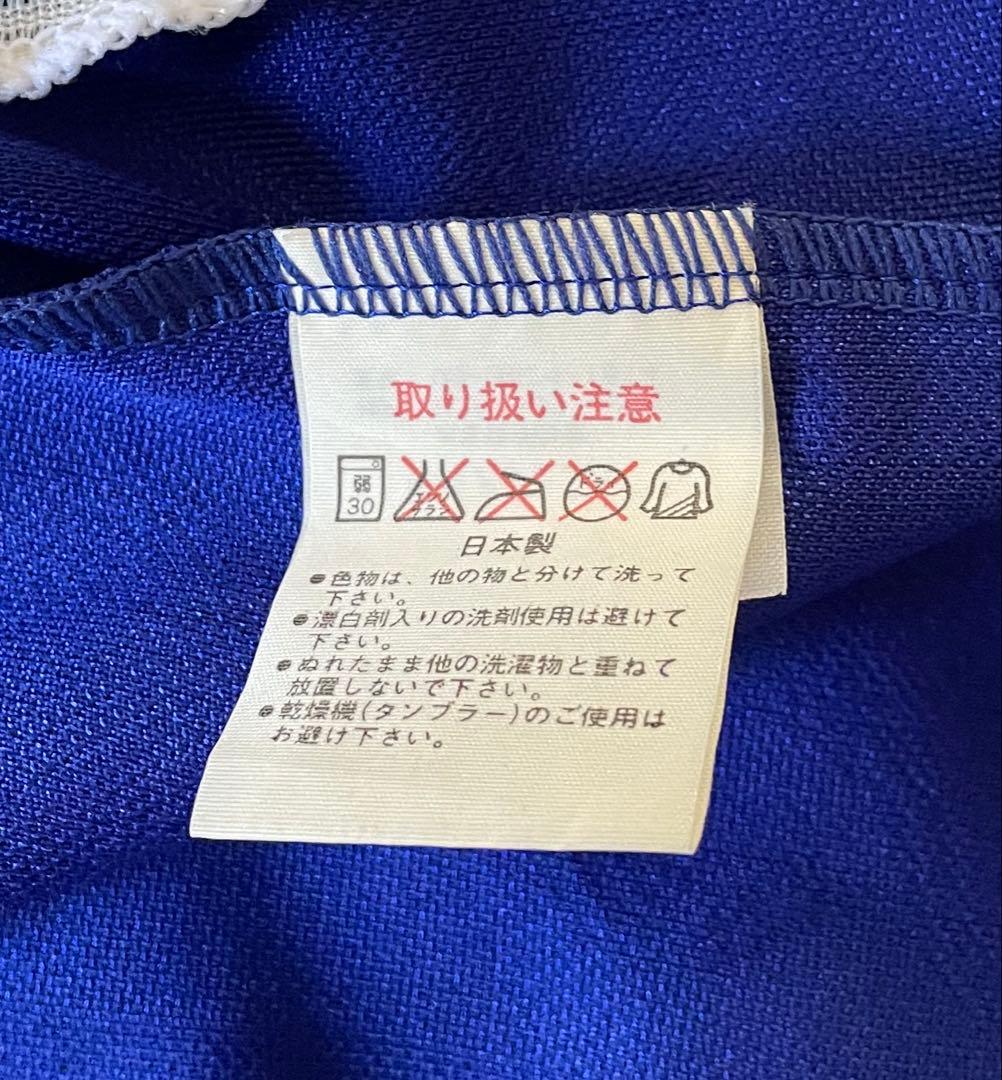 取り扱い注意
弱
30
エンソ
サラシ
ドライ
日本製
●色物は、他の物と分けて洗って
下さい。
●漂白剤入りの洗剤使用は避けて
下さい。
●ぬれたまま他の洗濯物と重ねて
放置しないで下さい。
●乾燥機(タンブラー)のご使用は
お避け下さい。